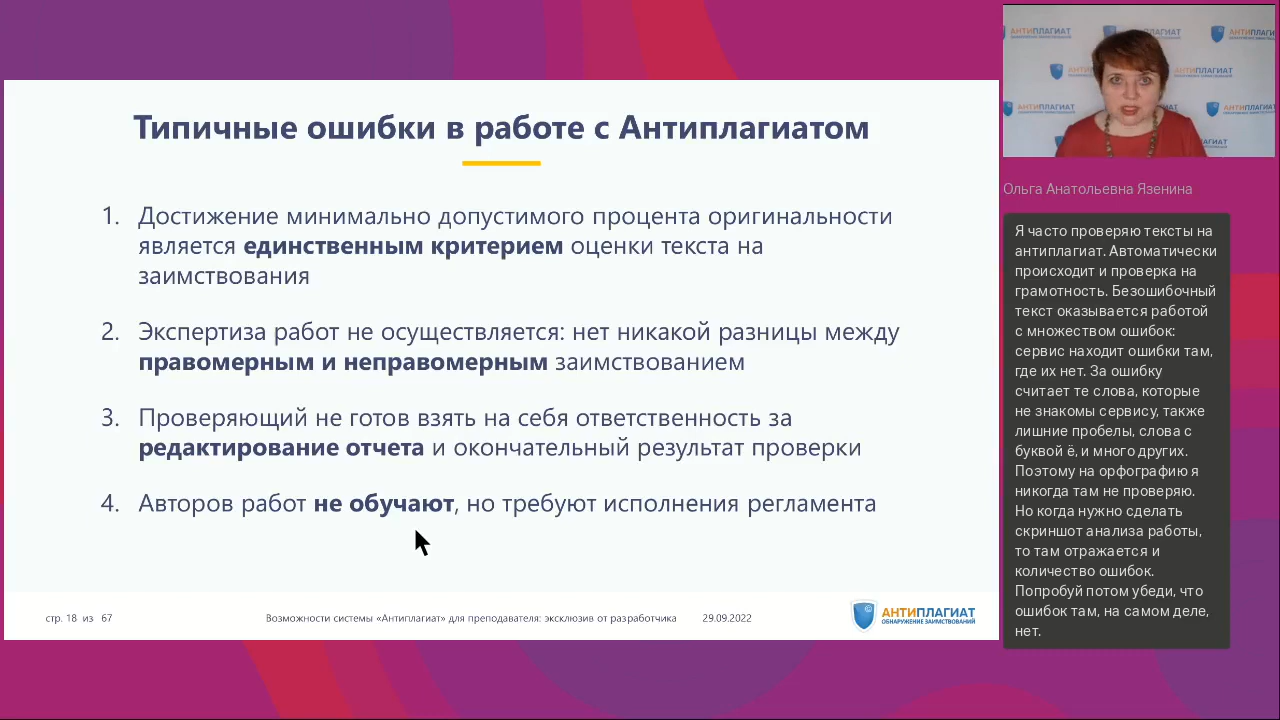 Типичные ошибки в работе с Антиплагиатом
1. Достижение минимально допустимого процента оригинальности
является единственным критерием оценки текста на
заимствования
2. Экспертиза работ не осуществляется: нет никакой разницы между
правомерным и неправомерным заимствованием
3. Проверяющий не готов взять на себя ответственность за
редактирование отчета и окончательный результат проверки
4. Авторов работ не обучают, но требуют исполнения регламента
стр. 18 из 67
Возможности системы «Антиплагиат» для преподавателя: эксклюзив от разработчика
29.09.2022
АНТИПЛАГИАТ
ОБНАРУЖЕНИЕ ЗАИМСТВОВАНИЙ
АНТИПЛАГИАТ
АНТИПЛАГИАТ
Ольга Анатольевна Язенина
Я часто проверяю тексты на
антиплагиат. Автоматически
происходит и проверка на
грамотность. Безошибочный
текст оказывается работой
с множеством ошибок:
сервис находит ошибки там,
где их нет. За ошибку
считает те слова, которые
не знакомы сервису, также
лишние пробелы, слова с
буквой ё, и много других.
Поэтому на орфографию я
никогда там не проверяю.
Но когда нужно сделать
скриншот анализа работы,
то там отражается и
количество ошибок.
Попробуй потом убеди, что
ошибок там, на самом деле,
нет.